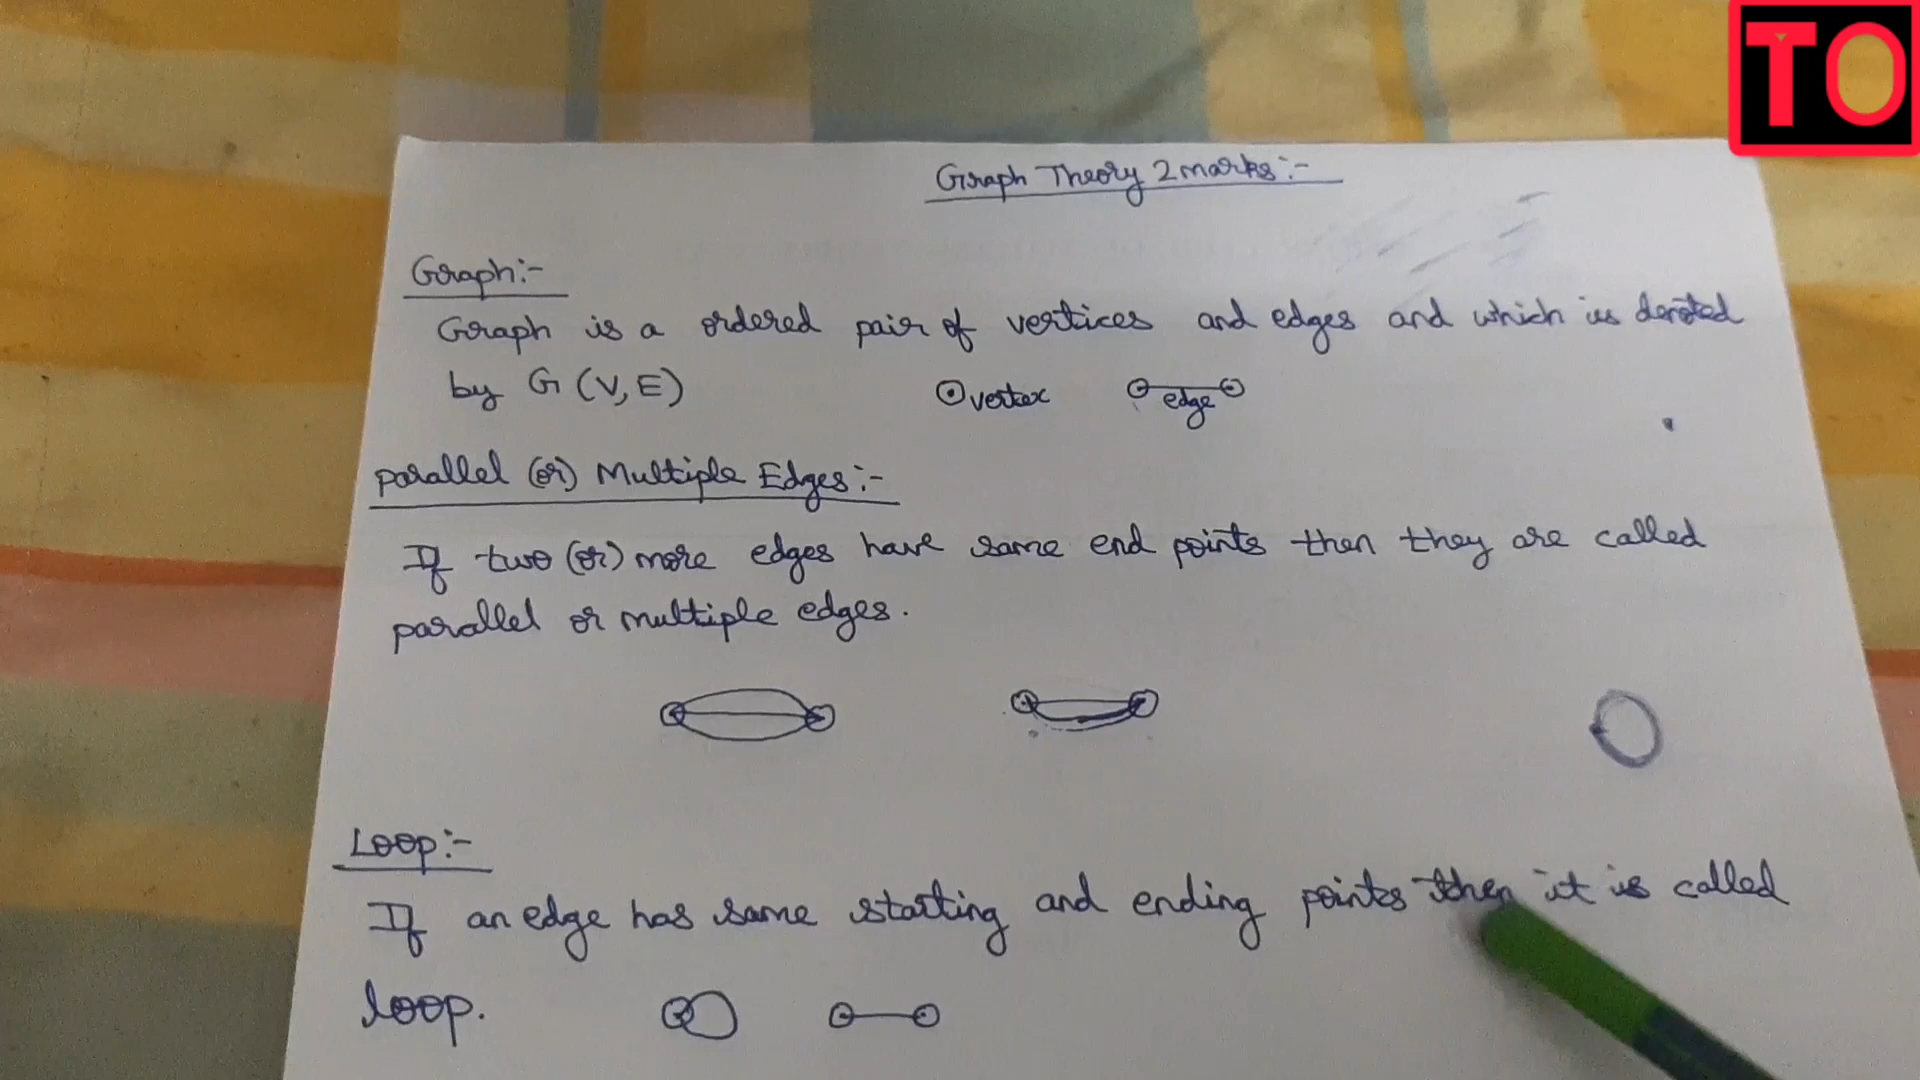 TO
Graph Theory 2 marks:-
Graph:-
Graph is a ordered pair of vertices and edges and which is denoted
by G (V, E)
vertex
edge
parallel (or) Multiple Edges:-
If two (or) more edges have same end points then they are called
parallel or multiple edges.
Loop:-
If an edge has same starting and ending points then it is called
loop.